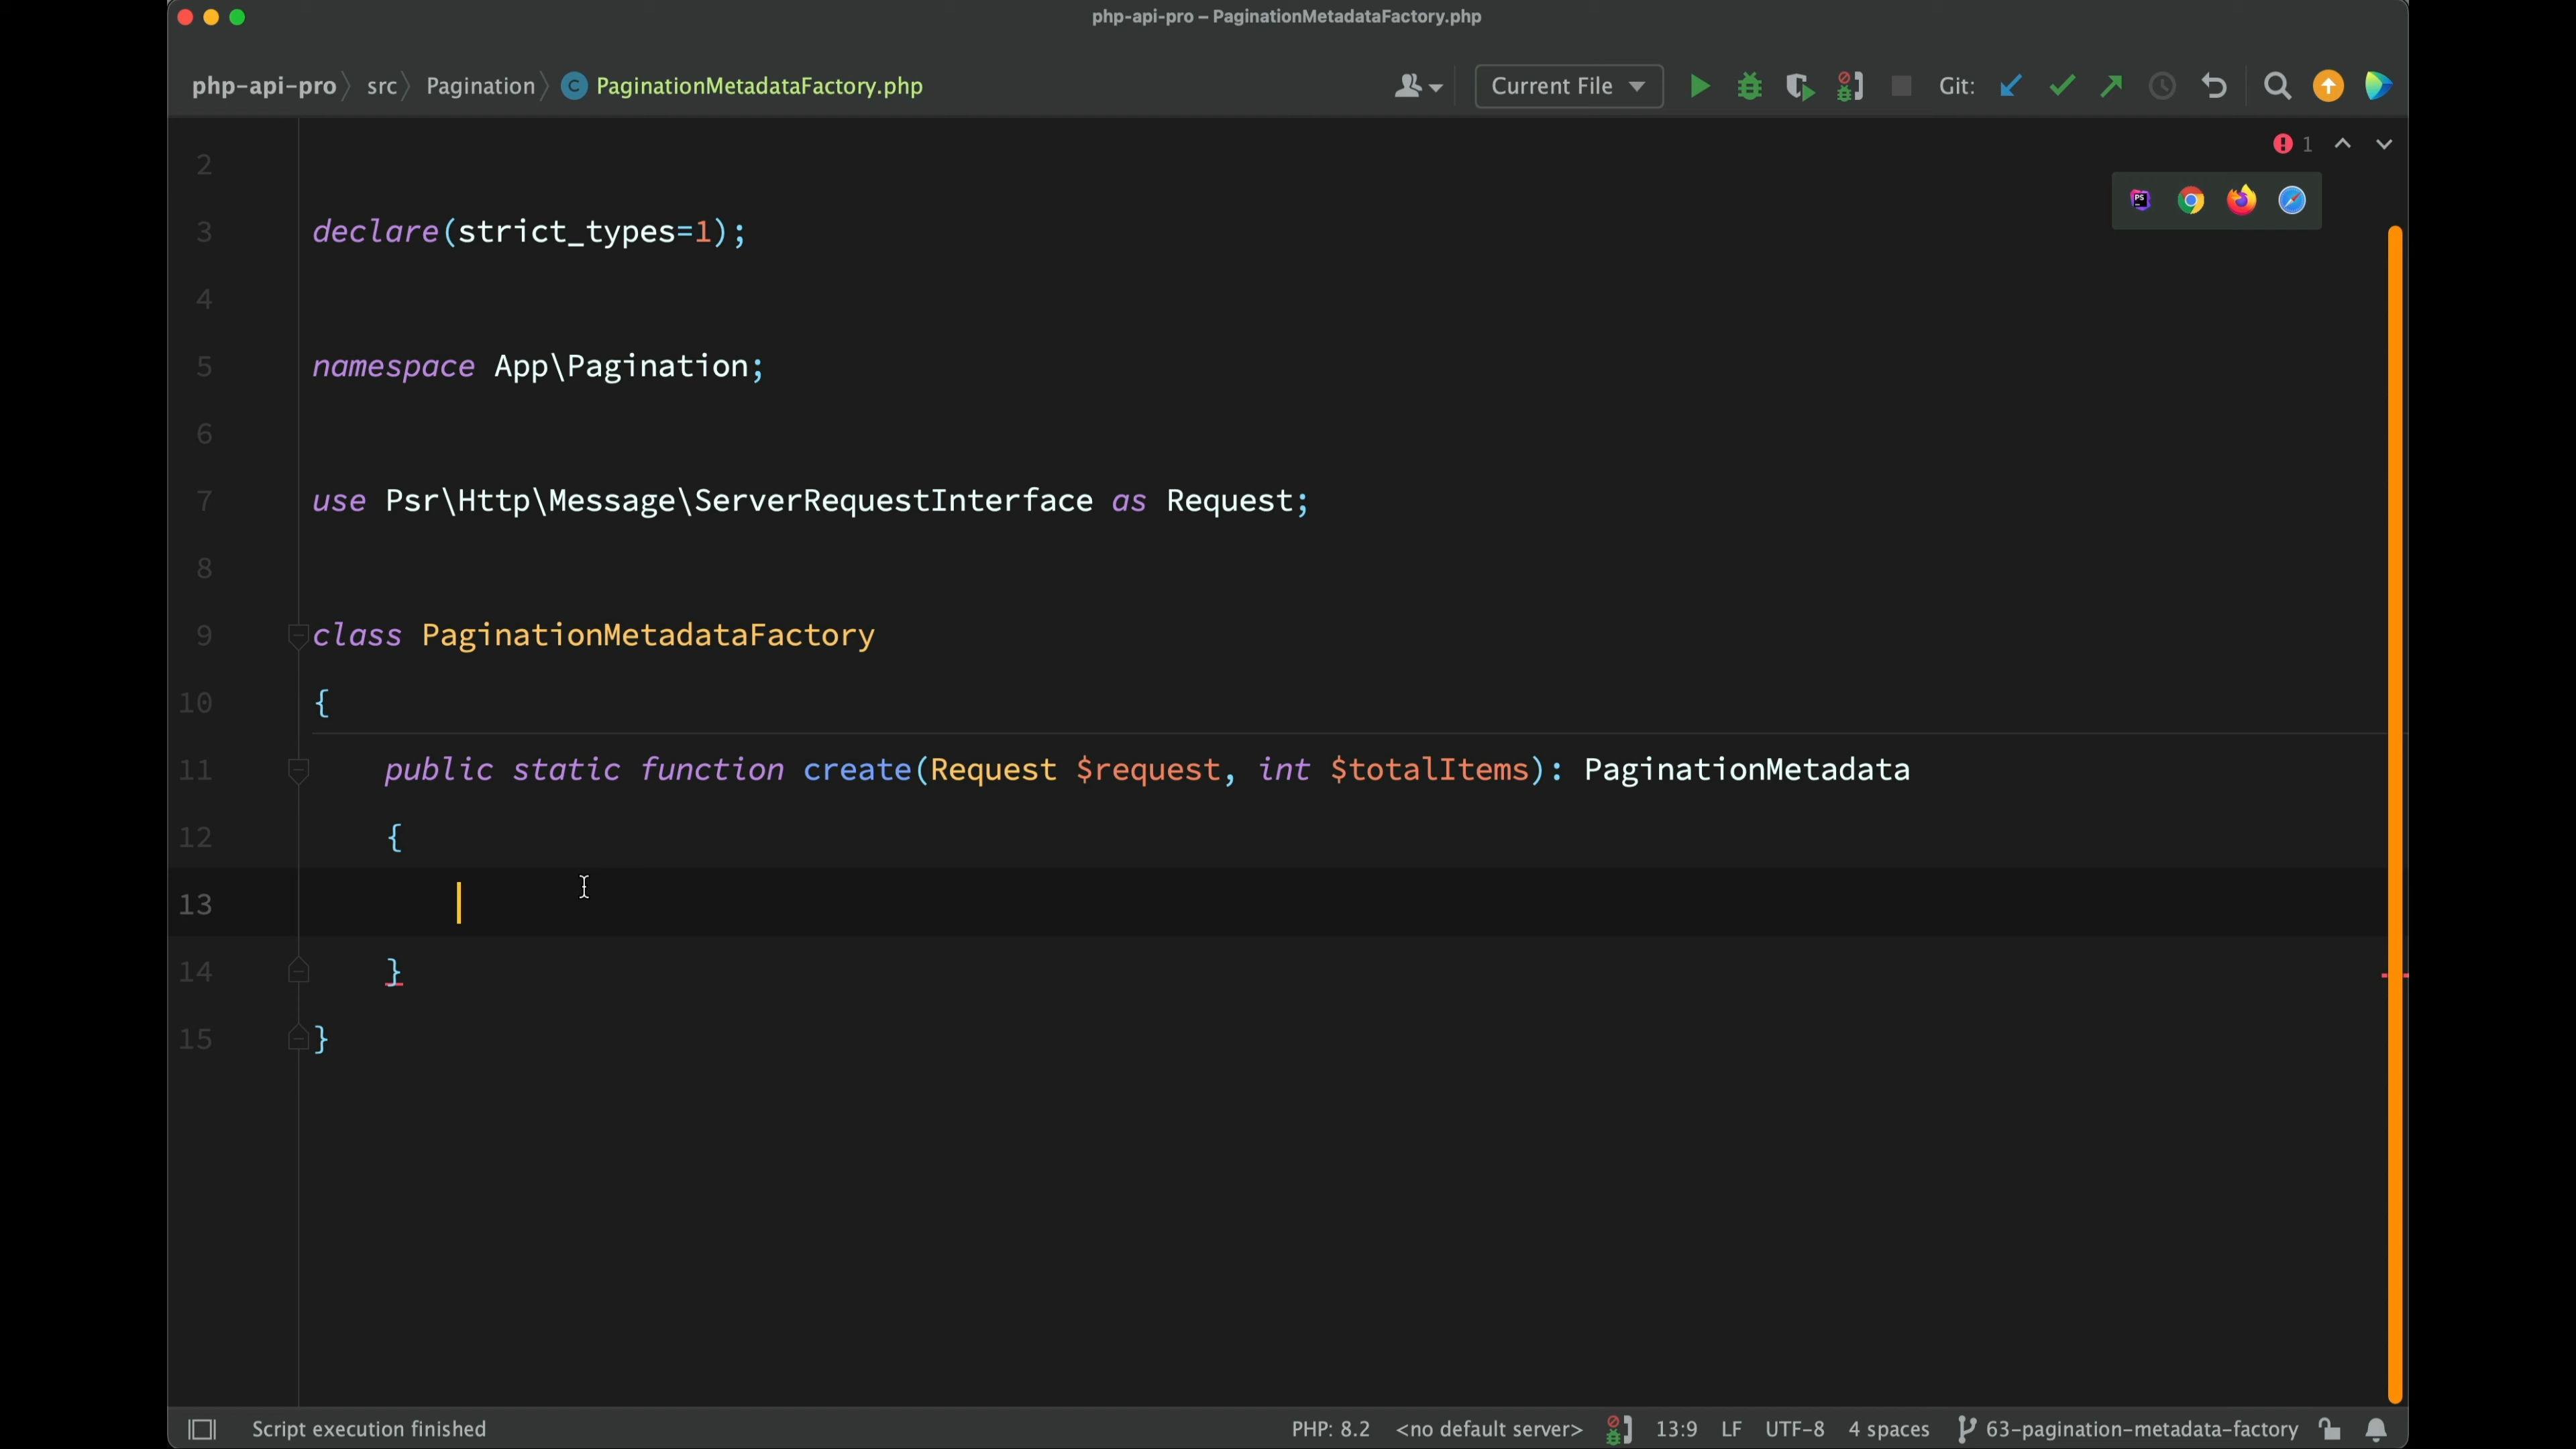 php-api-pro – PaginationMetadataFactory.php
php-api-pro src Pagination C PaginationMetadataFactory.php Current File Git:
1
2
PS
3 declare(strict_types=1);
4
5 namespace App\Pagination;
6
7 use Psr\Http\Message\ServerRequestInterface as Request;
8
9 class PaginationMetadataFactory
10 {
11 public static function create(Request $request, int $totalItems): PaginationMetadata
12 {
13
14 }
15 }
Script execution finished PHP: 8.2 <no default server> 13:9 LF UTF-8 4 spaces 63-pagination-metadata-factory